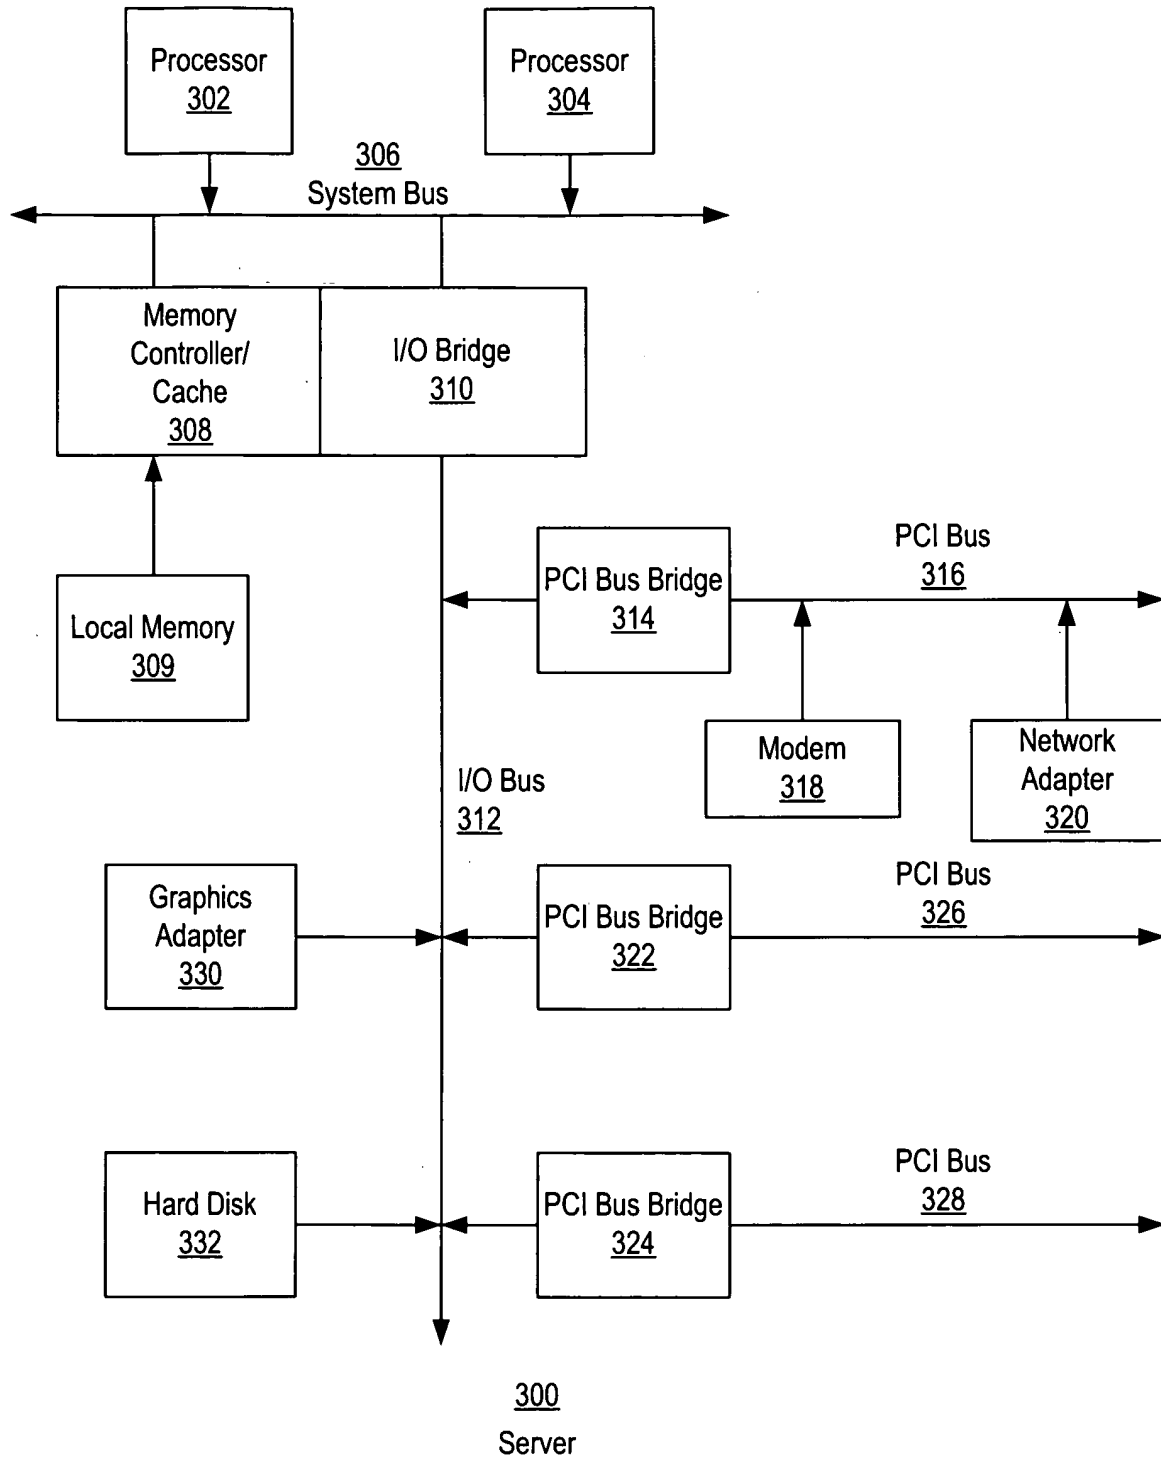 Processor
302
Processor
304
306
System Bus
Memory
Controller/
Cache
308
I/O Bridge
310
PCI Bus Bridge
314
PCI Bus
316
Local Memory
309
Modem
318
Network
Adapter
320
I/O Bus
312
Graphics
Adapter
330
PCI Bus Bridge
322
PCI Bus
326
Hard Disk
332
PCI Bus Bridge
324
PCI Bus
328
300
Server